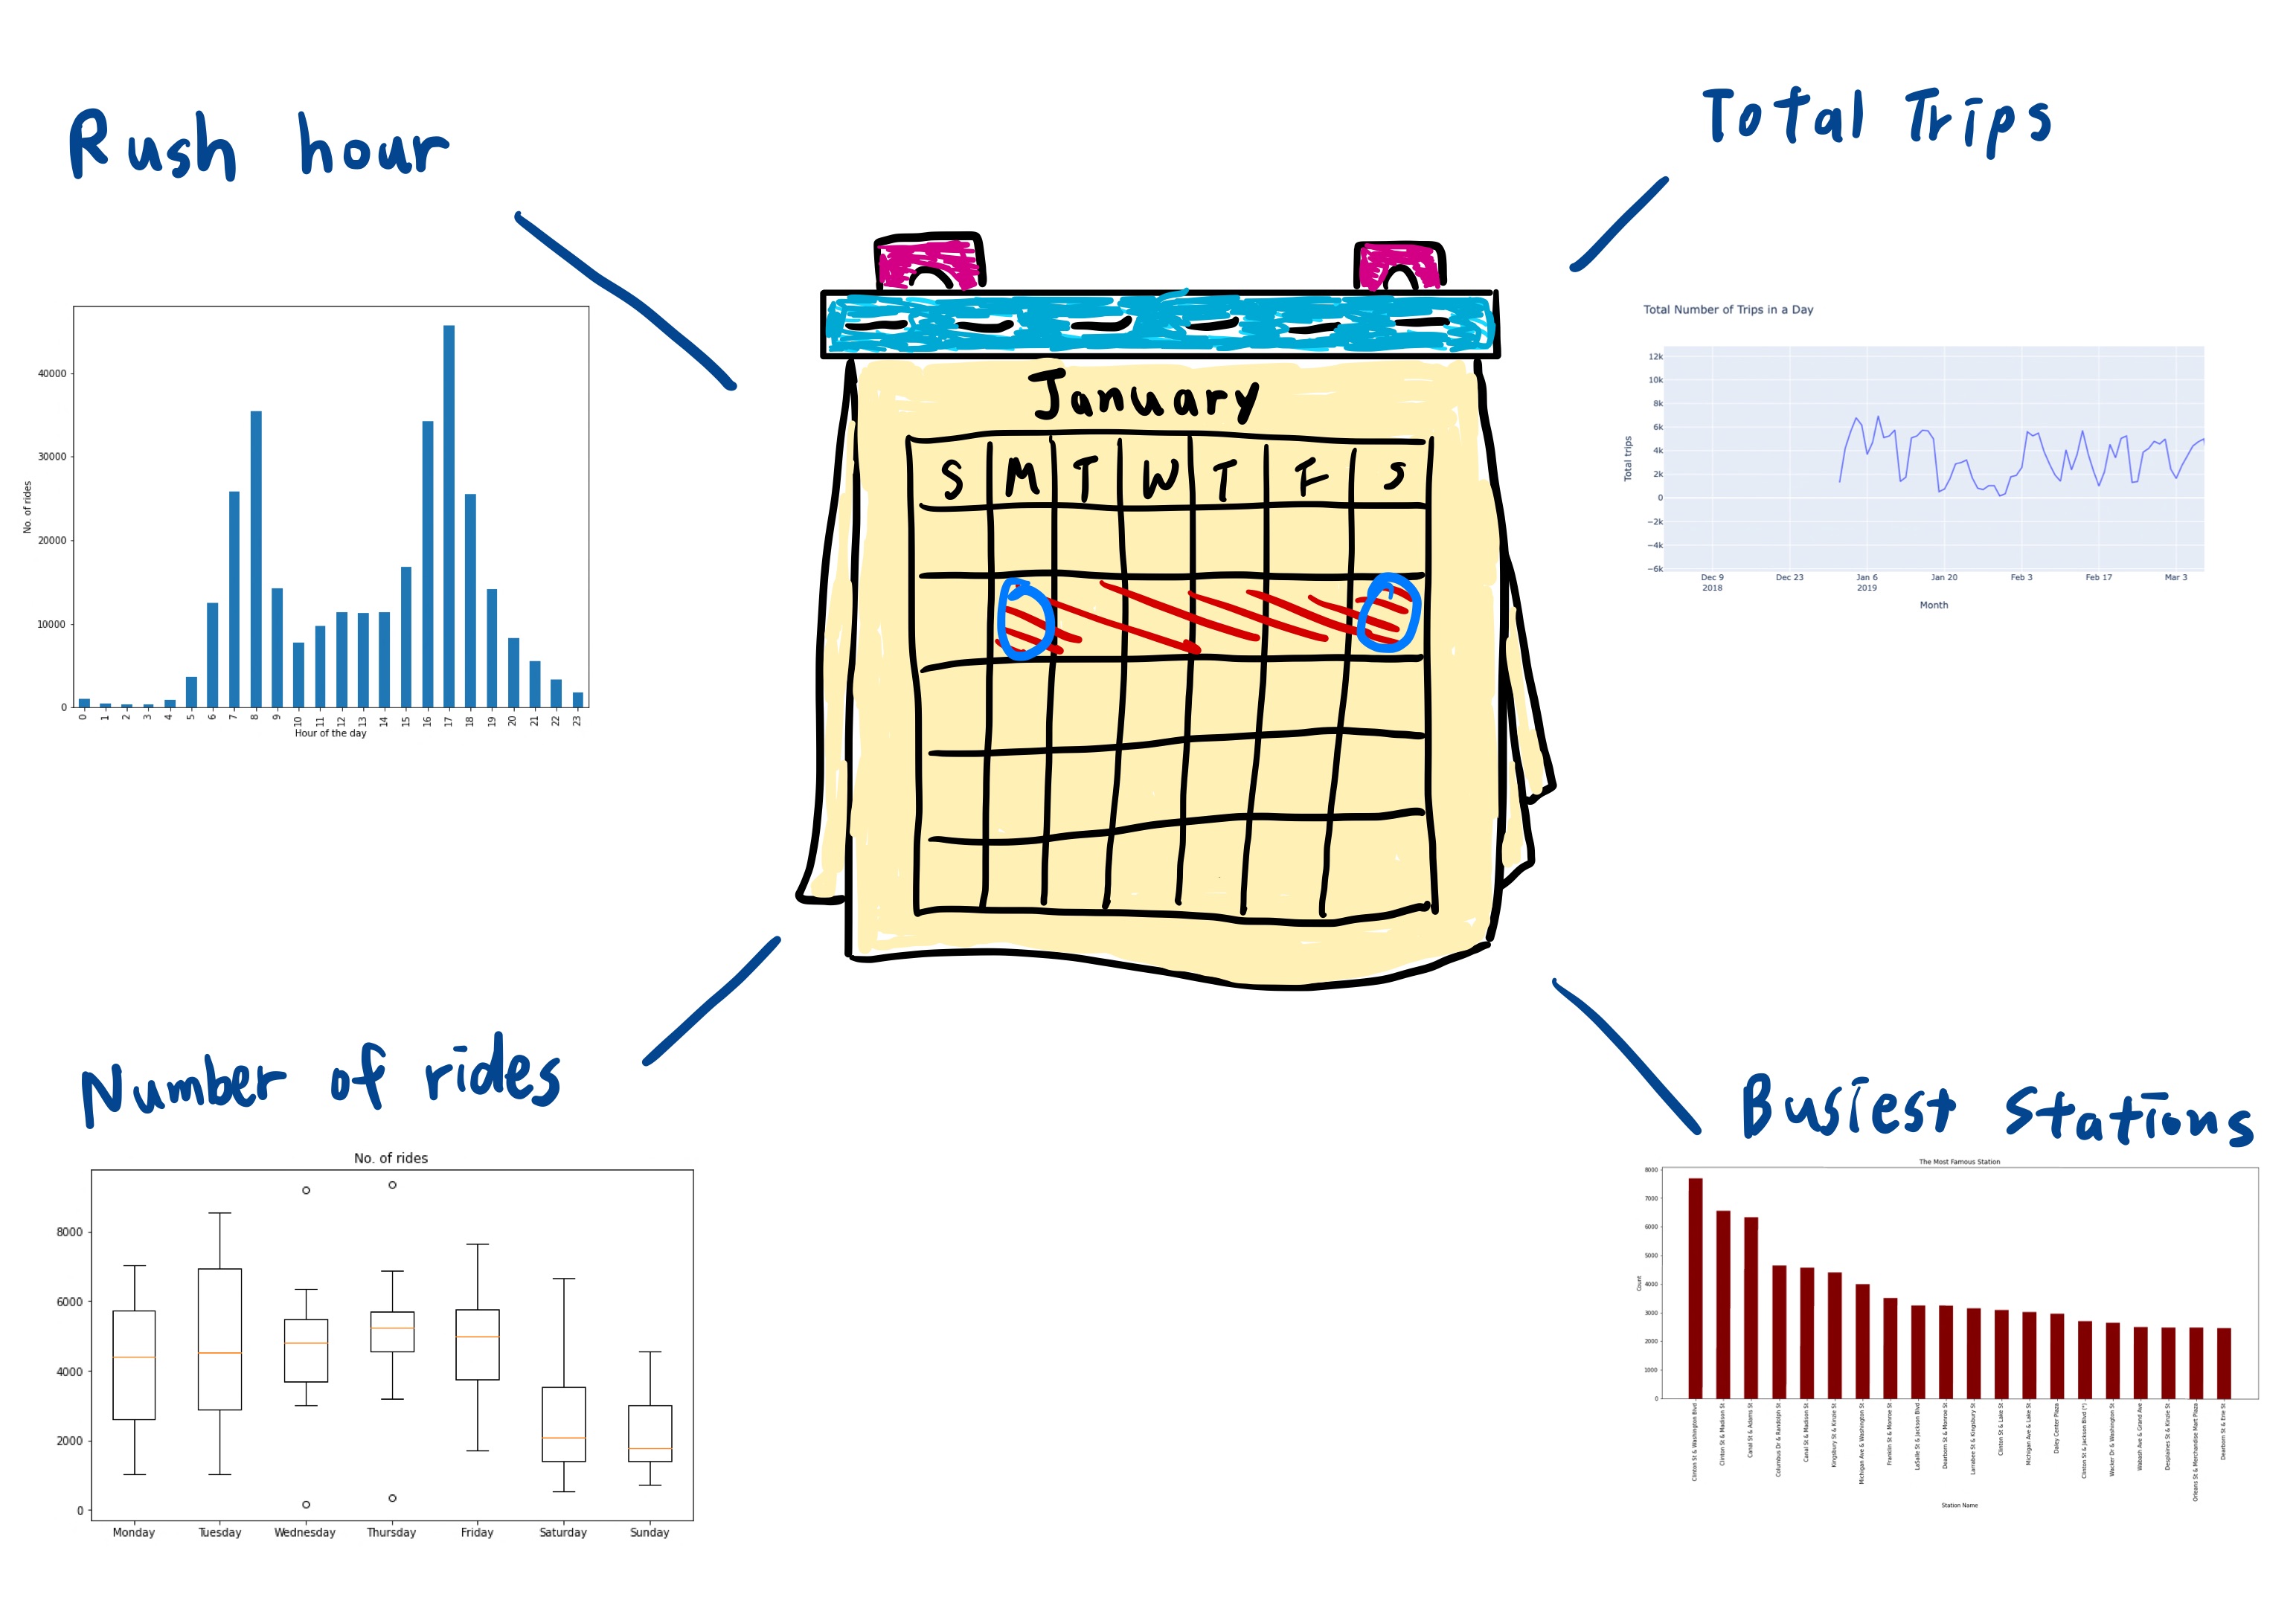 Rush hour
Total Trips
No. of rides
40000
30000
20000
10000
0
0 1 2 3 4 5 6 7 8 9 10 11 12 13 14 15 16 17 18 19 20 21 22 23
Hour of the day
January
S M T W T F S
Total Number of Trips in a Day
Total trips
12k
10k
8k
6k
4k
2k
0
−2k
−4k
−6k
Dec 9 Dec 23 Jan 6 Jan 20 Feb 3 Feb 17 Mar 3
2018 2019
Month
Number of rides
No. of rides
8000
6000
4000
2000
0
Monday Tuesday Wednesday Thursday Friday Saturday Sunday
Busiest Stations
The Most Famous Station
Count
8000
7000
6000
5000
4000
3000
2000
1000
0
Clinton St & Washington Blvd
Clinton St & Madison St
Canal St & Adams St
Columbus Dr & Randolph St
Canal St & Madison St
Kingsbury St & Kinzie St
Michigan Ave & Washington St
Franklin St & Monroe St
LaSalle St & Jackson Blvd
Dearborn St & Monroe St
Larrabee St & Kingsbury St
Clinton St & Lake St
Michigan Ave & Lake St
Daley Center Plaza
Clinton St & Jackson Blvd (*)
Wacker Dr & Washington St
Wabash Ave & Grand Ave
Desplaines St & Kinzie St
Orleans St & Merchandise Mart Plaza
Dearborn St & Erie St
Station Name